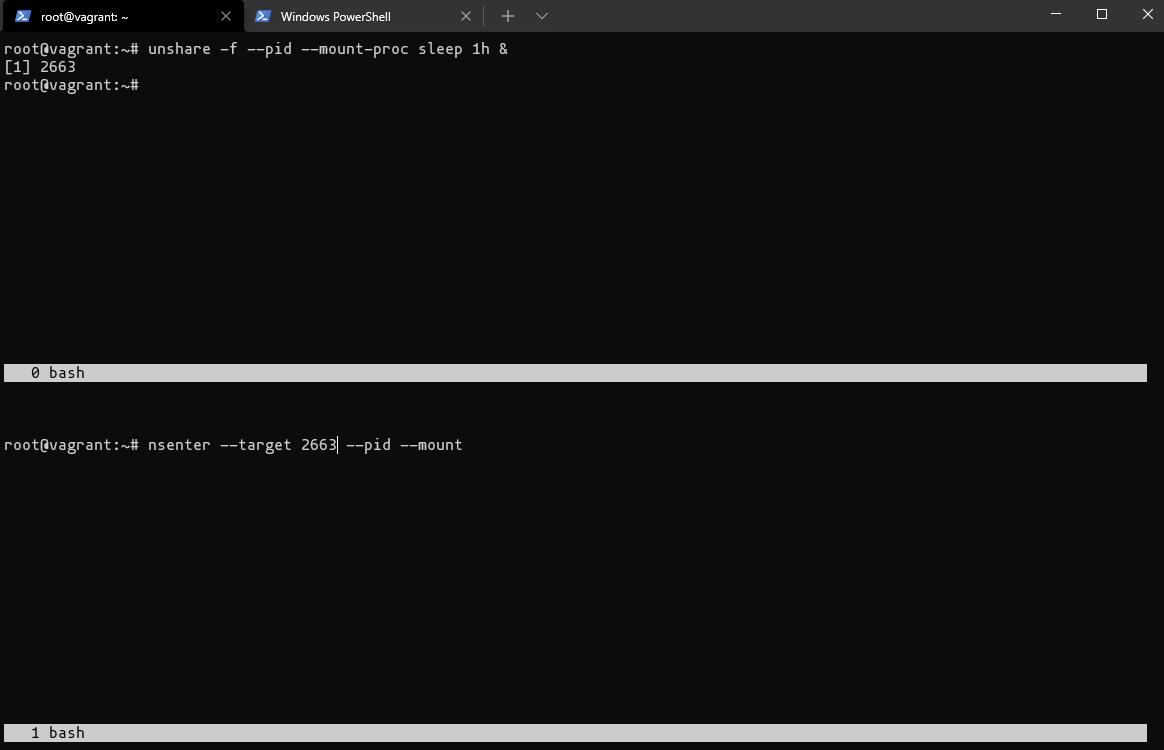 root@vagrant: ~
Windows PowerShell
root@vagrant:~# unshare -f --pid --mount-proc sleep 1h &
[1] 2663
root@vagrant:~#
0 bash
root@vagrant:~# nsenter --target 2663 --pid --mount
1 bash